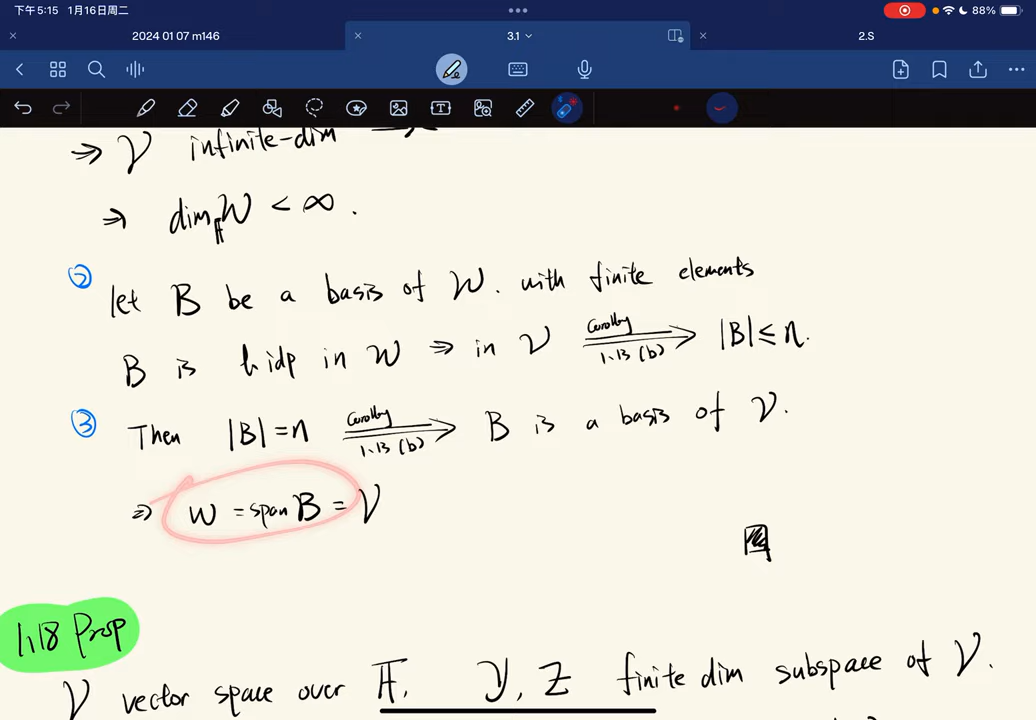 下午5:15 1月16日周二
88%
2024 01 07 m146
3.1
2.S
⇒ V infinite-dim
⇒ dim_F W < ∞ .
② let B be a basis of W. with finite elements
B is lidp in W ⇒ in V Corollary 1.13 (b) → |B| ≤ n.
③ Then |B| = n Corollary 1.13 (b) → B is a basis of V.
⇒ W = span B = V
1.18 Prop
V vector space over F. Y, Z finite dim subspace of V.